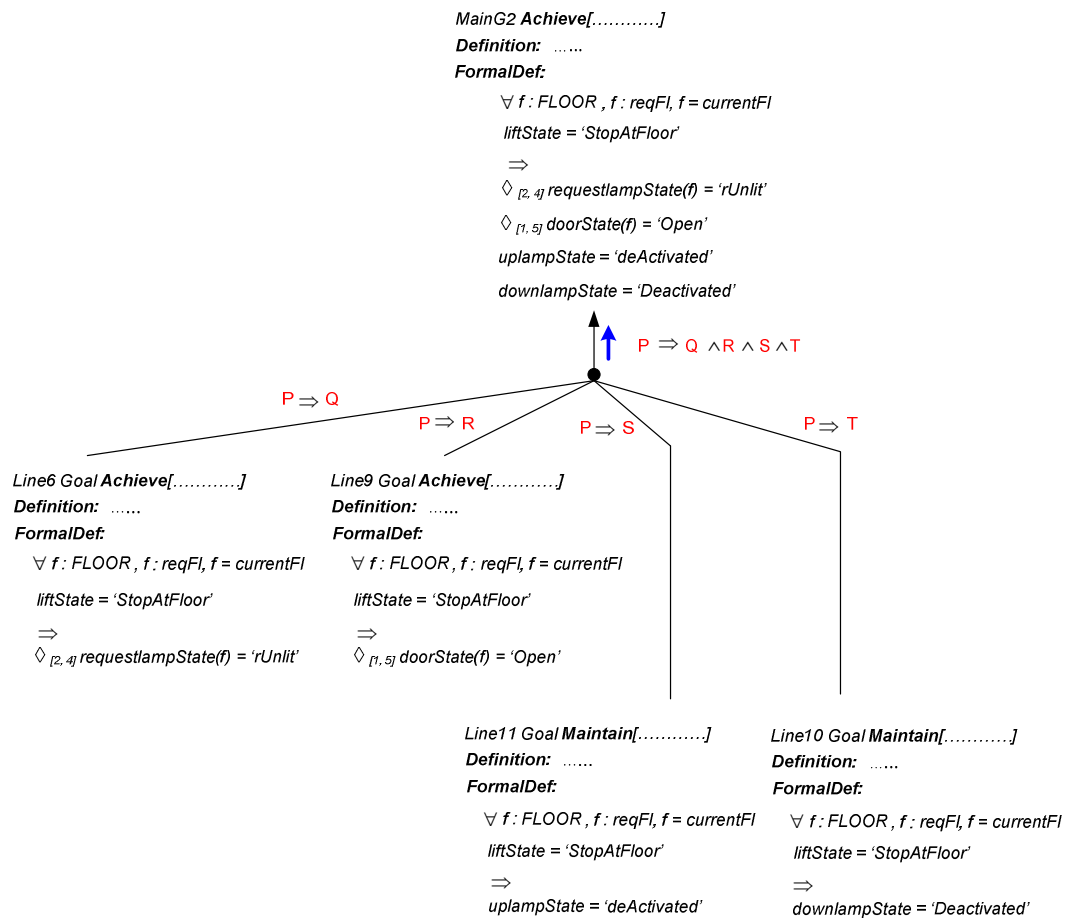 MainG2 Achieve[…………]
Definition: ……
FormalDef:
∀ f : FLOOR , f : reqFl, f = currentFl
liftState = ‘StopAtFloor’
⇒
◊ [2, 4] requestlampState(f) = ‘rUnlit’
◊ [1, 5] doorState(f) = ‘Open’
uplampState = ‘deActivated’
downlampState = ‘Deactivated’
P ⇒ Q ∧ R ∧ S ∧ T
P ⇒ Q
P ⇒ R
P ⇒ S
P ⇒ T
Line6 Goal Achieve[…………]
Definition: ……
FormalDef:
∀ f : FLOOR , f : reqFl, f = currentFl
liftState = ‘StopAtFloor’
⇒
◊ [2, 4] requestlampState(f) = ‘rUnlit’
Line9 Goal Achieve[…………]
Definition: ……
FormalDef:
∀ f : FLOOR , f : reqFl, f = currentFl
liftState = ‘StopAtFloor’
⇒
◊ [1, 5] doorState(f) = ‘Open’
Line11 Goal Maintain[…………]
Definition: ……
FormalDef:
∀ f : FLOOR , f : reqFl, f = currentFl
liftState = ‘StopAtFloor’
⇒
uplampState = ‘deActivated’
Line10 Goal Maintain[…………]
Definition: ……
FormalDef:
∀ f : FLOOR , f : reqFl, f = currentFl
liftState = ‘StopAtFloor’
⇒
downlampState = ‘Deactivated’